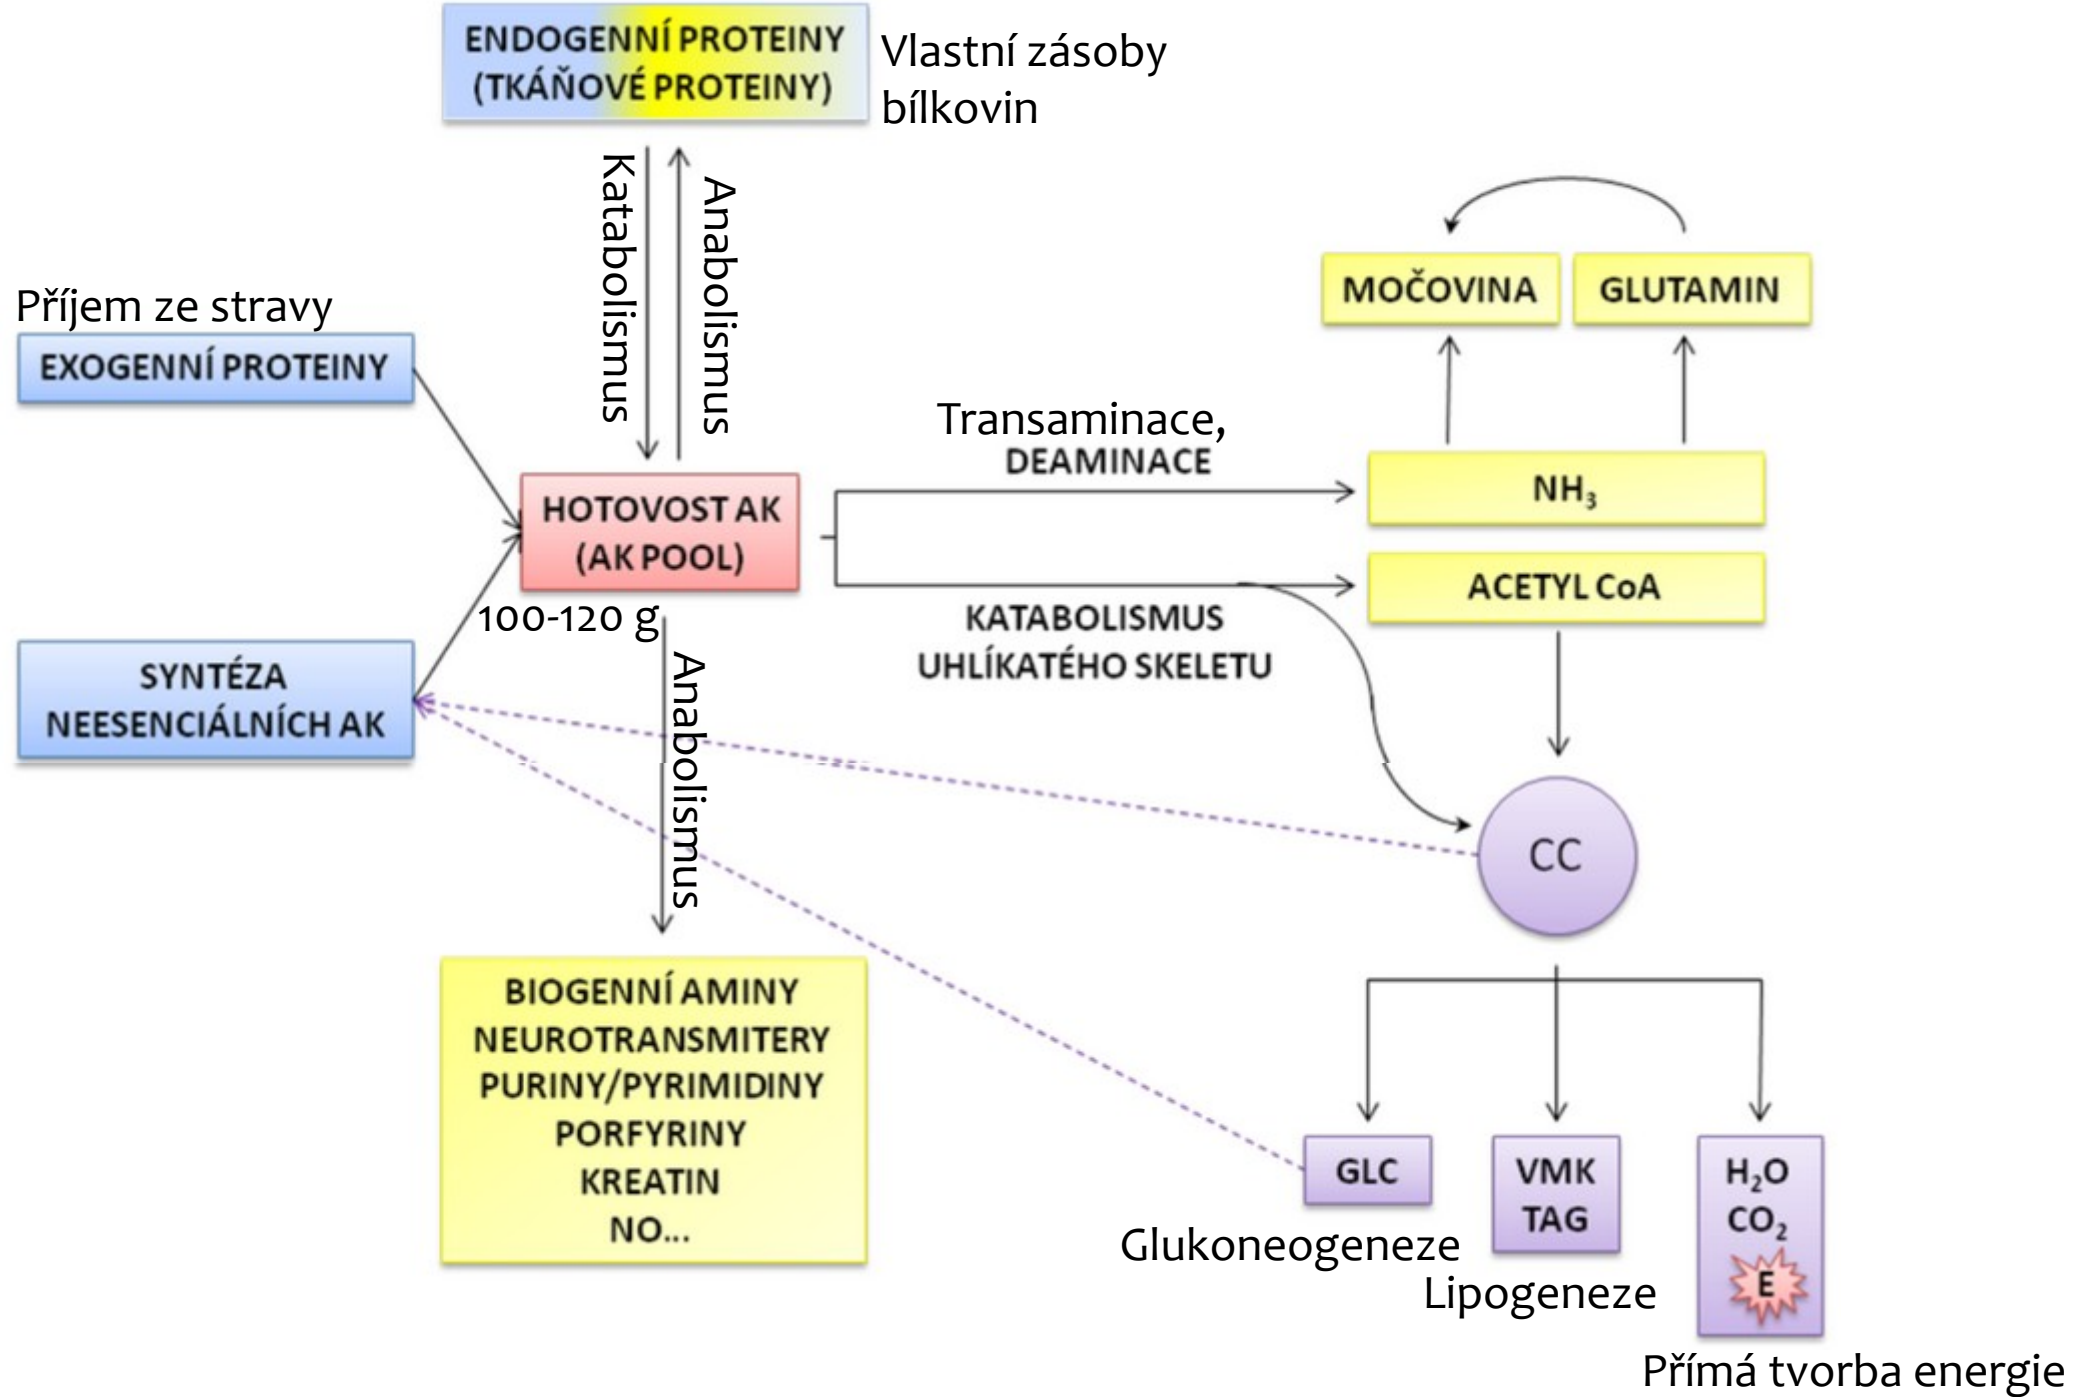 ENDOGENNÍ PROTEINY
(TKÁŇOVÉ PROTEINY)
Vlastní zásoby
bílkovin
Katabolismus
Anabolismus
Příjem ze stravy
EXOGENNÍ PROTEINY
MOČOVINA
GLUTAMIN
Transaminace,
DEAMINACE
HOTOVOST AK
(AK POOL)
NH₃
ACETYL CoA
100-120 g
KATABOLISMUS
UHLÍKATÉHO SKELETU
SYNTÉZA
NEESENCIÁLNÍCH AK
Anabolismus
CC
BIOGENNÍ AMINY
NEUROTRANSMITERY
PURINY/PYRIMIDINY
PORFYRINY
KREATIN
NO...
GLC
VMK
TAG
H₂O
CO₂
E
Glukoneogeneze
Lipogeneze
Přímá tvorba energie